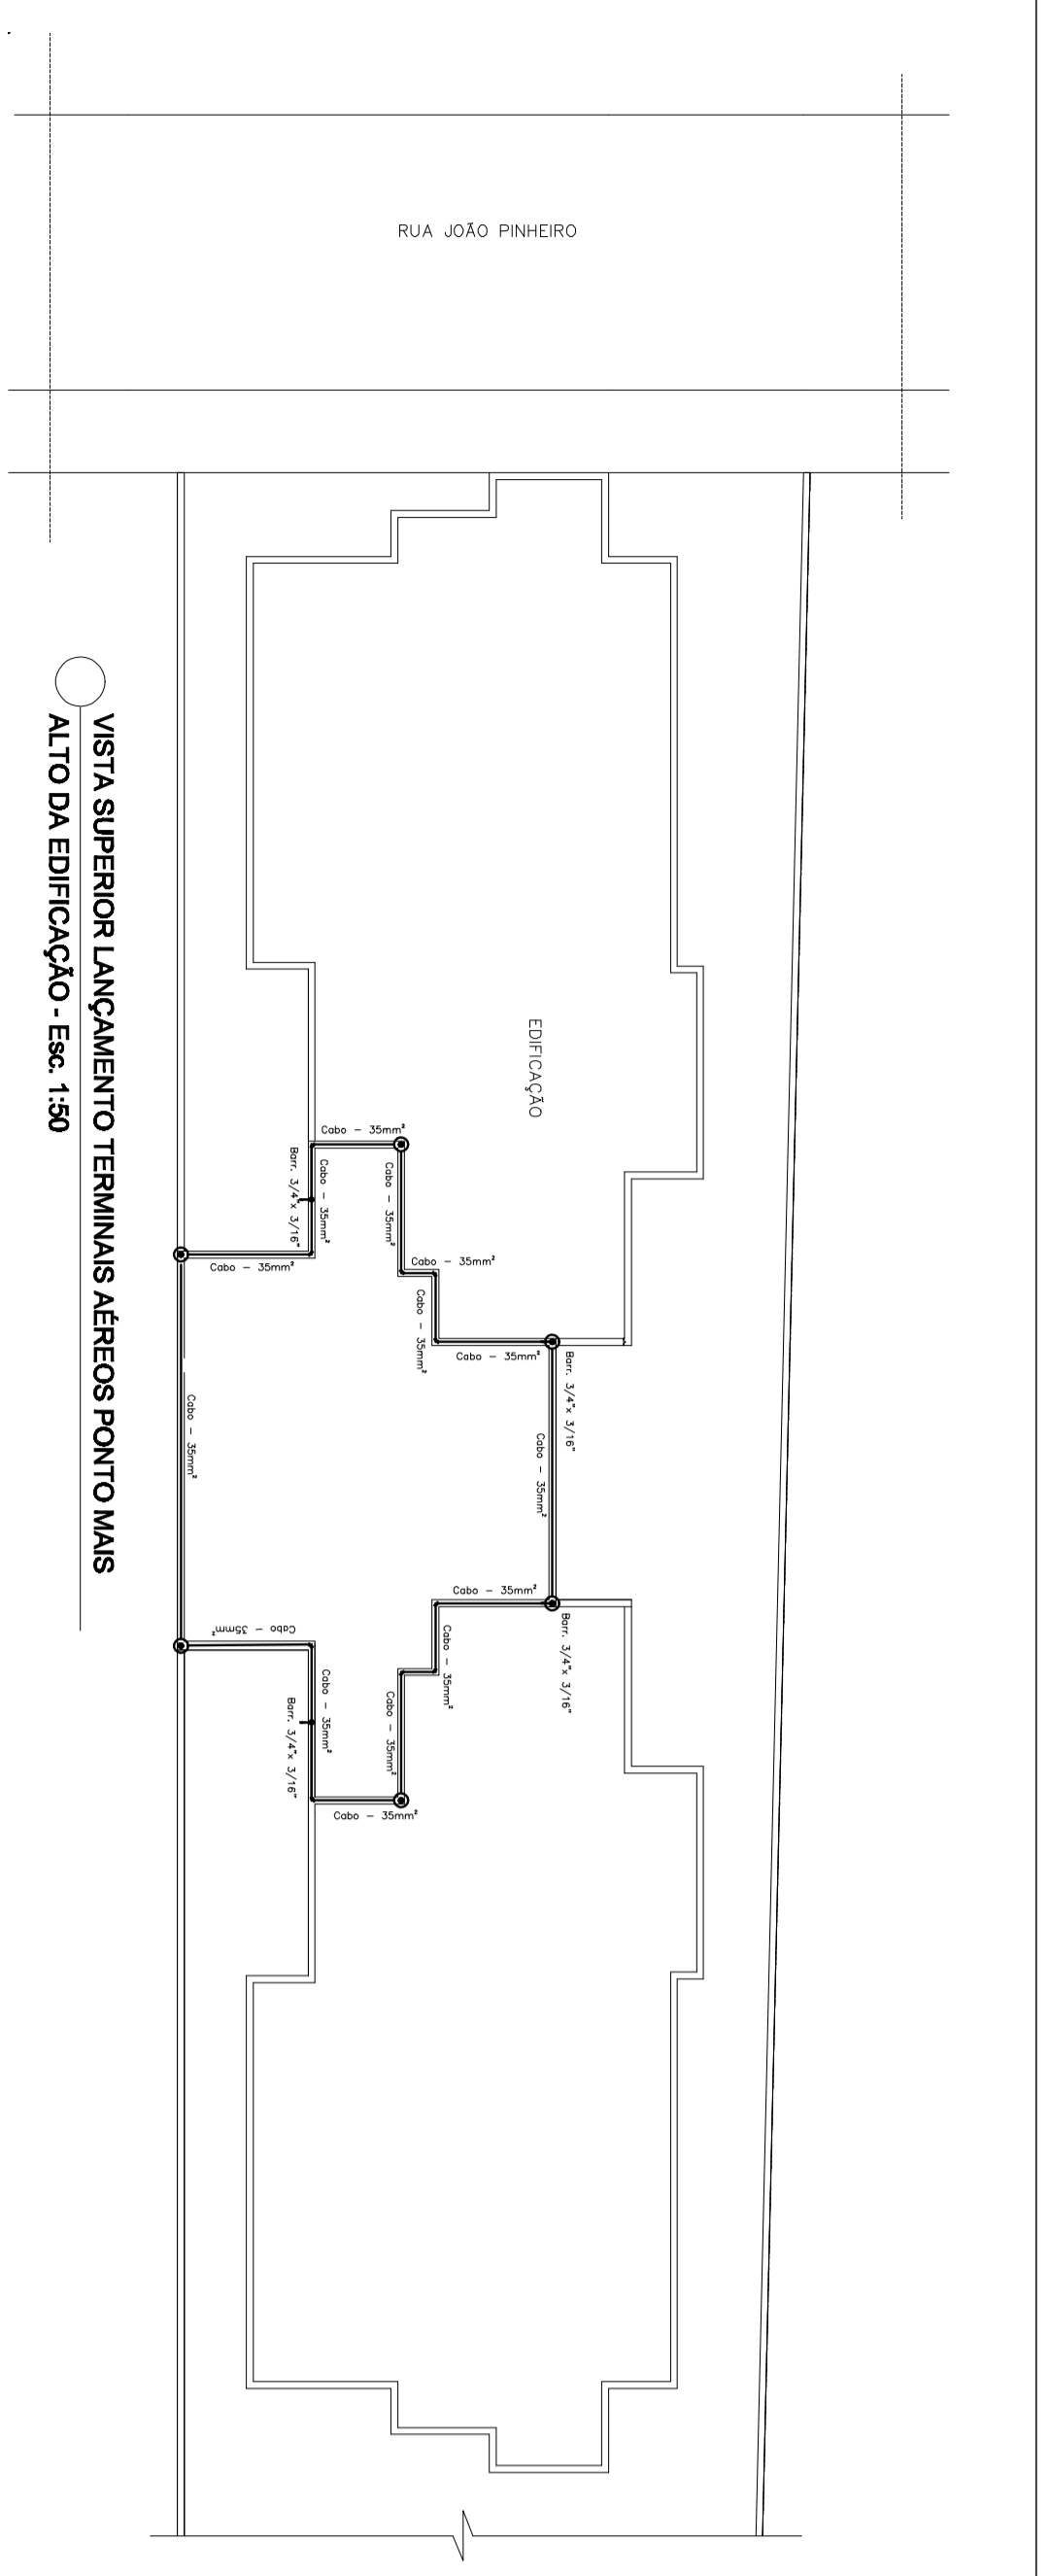 RUA JOÃO PINHEIRO
VISTA SUPERIOR LANÇAMENTO TERMINAIS AÉREOS PONTO MAIS
ALTO DA EDIFICAÇÃO - Esc. 1:50
EDIFICAÇÃO
Cabo - 35mm²
Cabo - 35mm²
Barr. 3/4"x 3/16"
Cabo - 35mm²
Cabo - 35mm²
Cabo - 35mm²
Cabo - 35mm²
Cabo - 35mm²
Barr. 3/4"x 3/16"
Cabo - 35mm²
Cabo - 35mm²
Cabo - 35mm²
Barr. 3/4"x 3/16"
Cabo - 35mm²
Cabo - 35mm²
Cabo - 35mm²
Cabo - 35mm²
Barr. 3/4"x 3/16"
Cabo - 35mm²